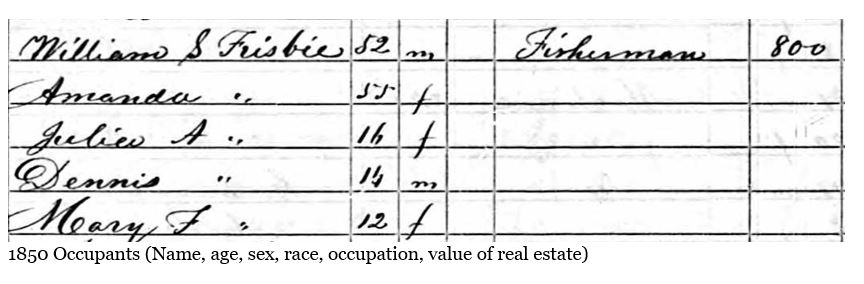 William S Frisbie 52 m Fisherman 800
Amanda " 55 f
Julia A " 16 f
Dennis " 14 m
Mary F " 12 f
1850 Occupants (Name, age, sex, race, occupation, value of real estate)